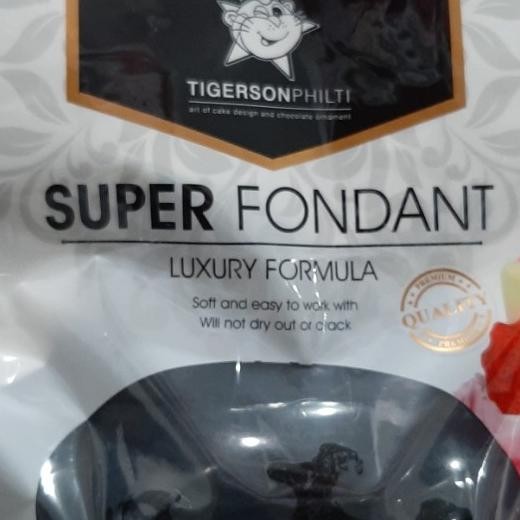 TIGERSONPHILTI
art of cake design and chocolate ornament
SUPER FONDANT
LUXURY FORMULA
Soft and easy to work with
Will not dry out or crack
PREMIUM
QUALITY
PREMIUM